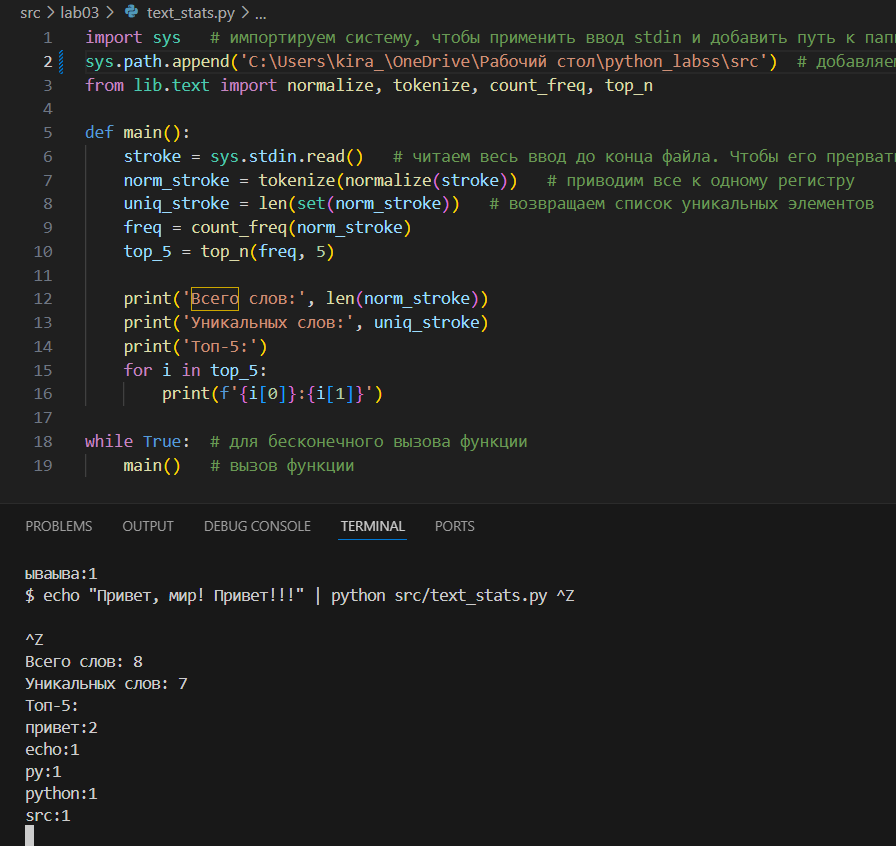 src > lab03 > text_stats.py > ...
1 import sys # импортируем систему, чтобы применить ввод stdin и добавить путь к
2 sys.path.append('C:\Users\kira_\OneDrive\Рабочий стол\python_labss\src') # добавляем
3 from lib.text import normalize, tokenize, count_freq, top_n
4
5 def main():
6 stroke = sys.stdin.read() # читаем весь ввод до конца файла. Чтобы его
7 norm_stroke = tokenize(normalize(stroke)) # приводим все к одному регистру
8 uniq_stroke = len(set(norm_stroke)) # возвращаем список уникальных элементов
9 freq = count_freq(norm_stroke)
10 top_5 = top_n(freq, 5)
11
12 print('Всего слов:', len(norm_stroke))
13 print('Уникальных слов:', uniq_stroke)
14 print('Топ-5:')
15 for i in top_5:
16 print(f'{i[0]}:{i[1]}')
17
18 while True: # для бесконечного вызова функции
19 main() # вызов функции
PROBLEMS OUTPUT DEBUG CONSOLE TERMINAL PORTS
ываыва:1
$ echo "Привет, мир! Привет!!!" | python src/text_stats.py ^Z
^Z
Всего слов: 8
Уникальных слов: 7
Топ-5:
привет:2
echo:1
py:1
python:1
src:1